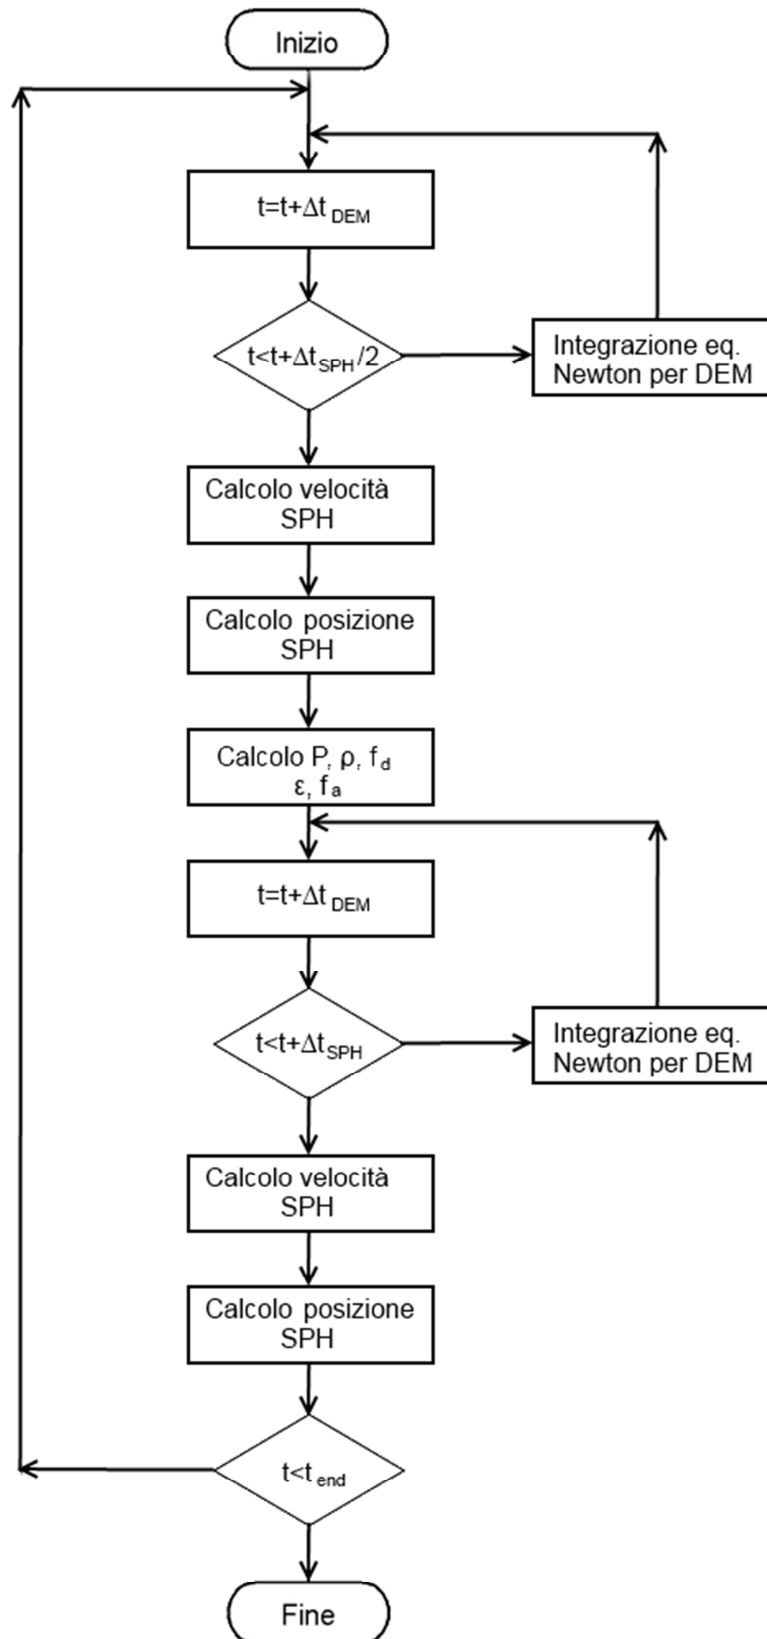 Inizio
t=t+Δt DEM
t<t+Δt SPH /2
Integrazione eq.
Newton per DEM
Calcolo velocità
SPH
Calcolo posizione
SPH
Calcolo P, ρ, f d
ε, f a
t=t+Δt DEM
t<t+Δt SPH
Integrazione eq.
Newton per DEM
Calcolo velocità
SPH
Calcolo posizione
SPH
t<t end
Fine